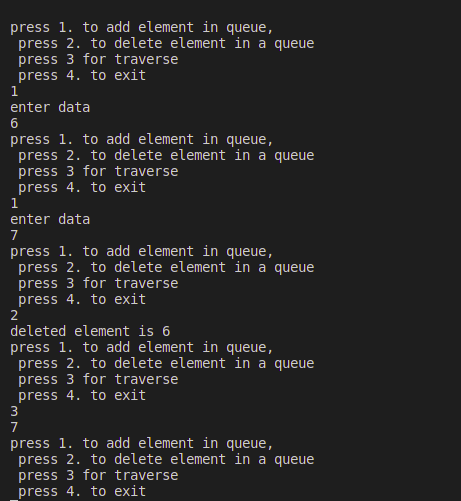 press 1. to add element in queue,
press 2. to delete element in a queue
press 3 for traverse
press 4. to exit
1
enter data
6
press 1. to add element in queue,
press 2. to delete element in a queue
press 3 for traverse
press 4. to exit
1
enter data
7
press 1. to add element in queue,
press 2. to delete element in a queue
press 3 for traverse
press 4. to exit
2
deleted element is 6
press 1. to add element in queue,
press 2. to delete element in a queue
press 3 for traverse
press 4. to exit
3
7
press 1. to add element in queue,
press 2. to delete element in a queue
press 3 for traverse
press 4. to exit